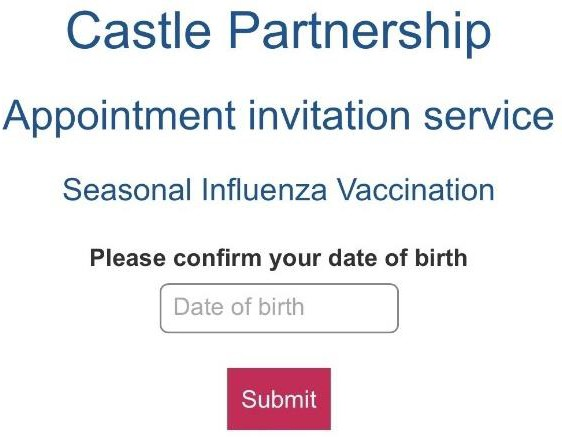 Castle Partnership
Appointment invitation service
Seasonal Influenza Vaccination
Please confirm your date of birth
Date of birth
Submit